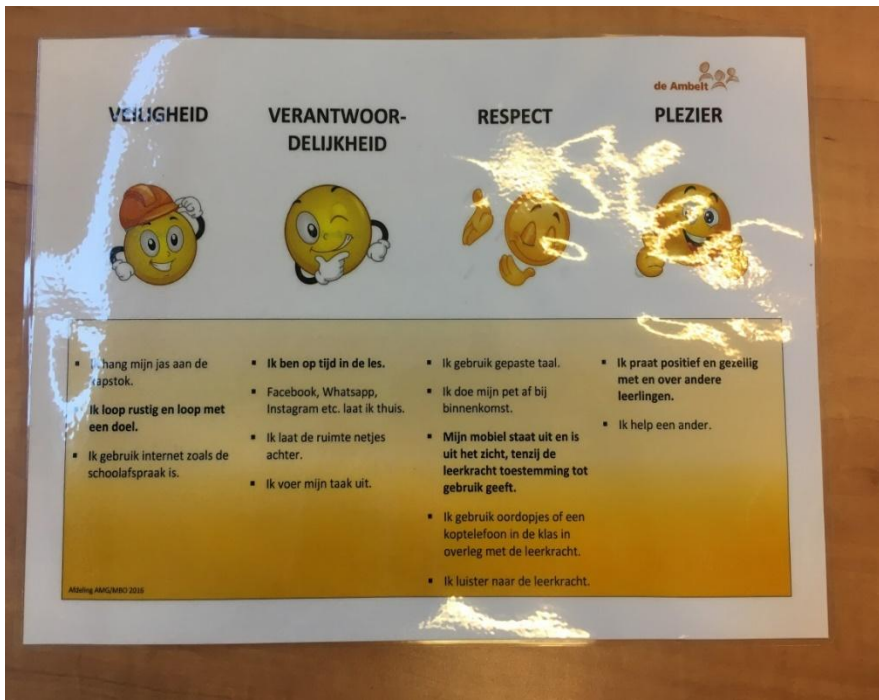 de Ambelt
VEILIGHEID
VERANTWOOR-
DELIJKHEID
RESPECT
PLEZIER
▪ Ik hang mijn jas aan de
kapstok.
Ik loop rustig en loop met
een doel.
▪ Ik gebruik internet zoals de
schoolafspraak is.
▪ Ik ben op tijd in de les.
▪ Facebook, Whatsapp,
Instagram etc. laat ik thuis.
▪ Ik laat de ruimte netjes
achter.
▪ Ik voer mijn taak uit.
▪ Ik gebruik gepaste taal.
▪ Ik doe mijn pet af bij
binnenkomst.
▪ Mijn mobiel staat uit en is
uit het zicht, tenzij de
leerkracht toestemming tot
gebruik geeft.
▪ Ik gebruik oordopjes of een
koptelefoon in de klas in
overleg met de leerkracht.
▪ Ik luister naar de leerkracht.
▪ Ik praat positief en gezellig
met en over andere
leerlingen.
▪ Ik help een ander.
Afdeling AMG/MBO 2016